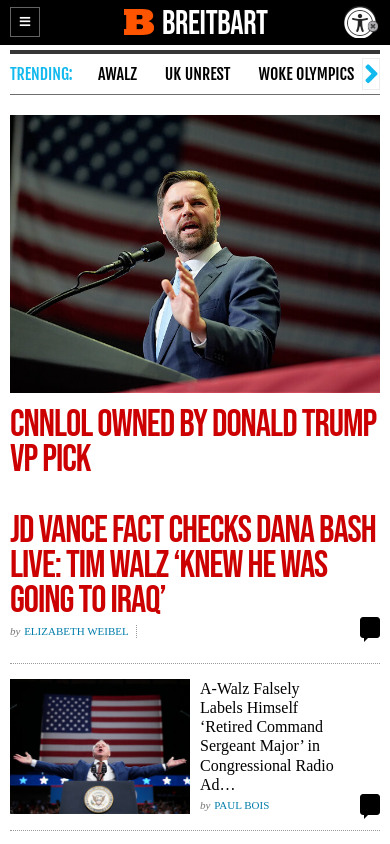 BREITBART
TRENDING:
AWALZ
UK UNREST
WOKE OLYMPICS
CNNLOL OWNED BY DONALD TRUMP
VP PICK
JD VANCE FACT CHECKS DANA BASH
LIVE: TIM WALZ ‘KNEW HE WAS
GOING TO IRAQ’
by ELIZABETH WEIBEL
A-Walz Falsely
Labels Himself
‘Retired Command
Sergeant Major’ in
Congressional Radio
Ad…
by PAUL BOIS